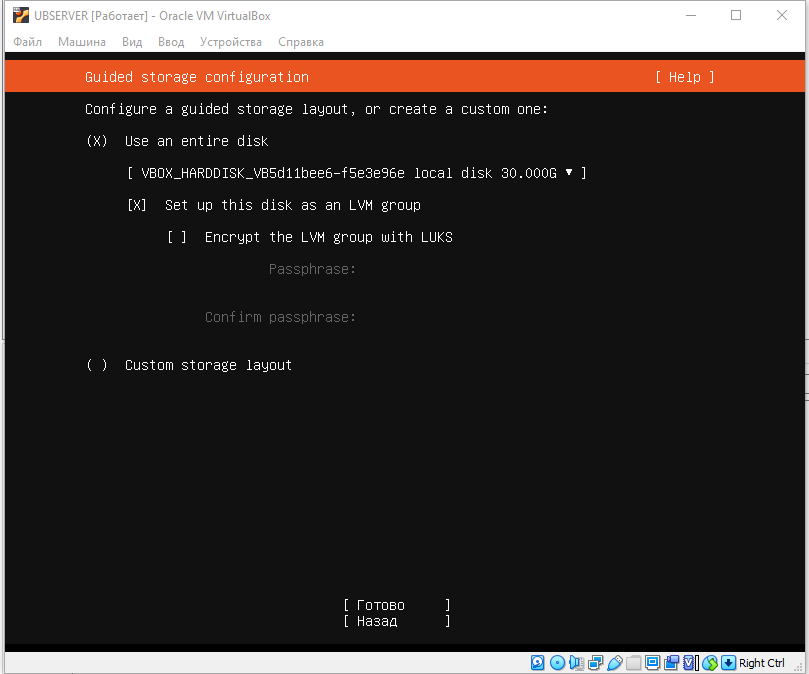 UBSERVER [Работает] - Oracle VM VirtualBox
Файл Машина Вид Ввод Устройства Справка
Guided storage configuration [ Help ]
Configure a guided storage layout, or create a custom one:
(X) Use an entire disk
[ VBOX_HARDDISK_VB5d11bee6-f5e3e96e local disk 30.000G ▾ ]
[X] Set up this disk as an LVM group
[ ] Encrypt the LVM group with LUKS
Passphrase:
Confirm passphrase:
( ) Custom storage layout
[ Готово ]
[ Назад ]
Right Ctrl